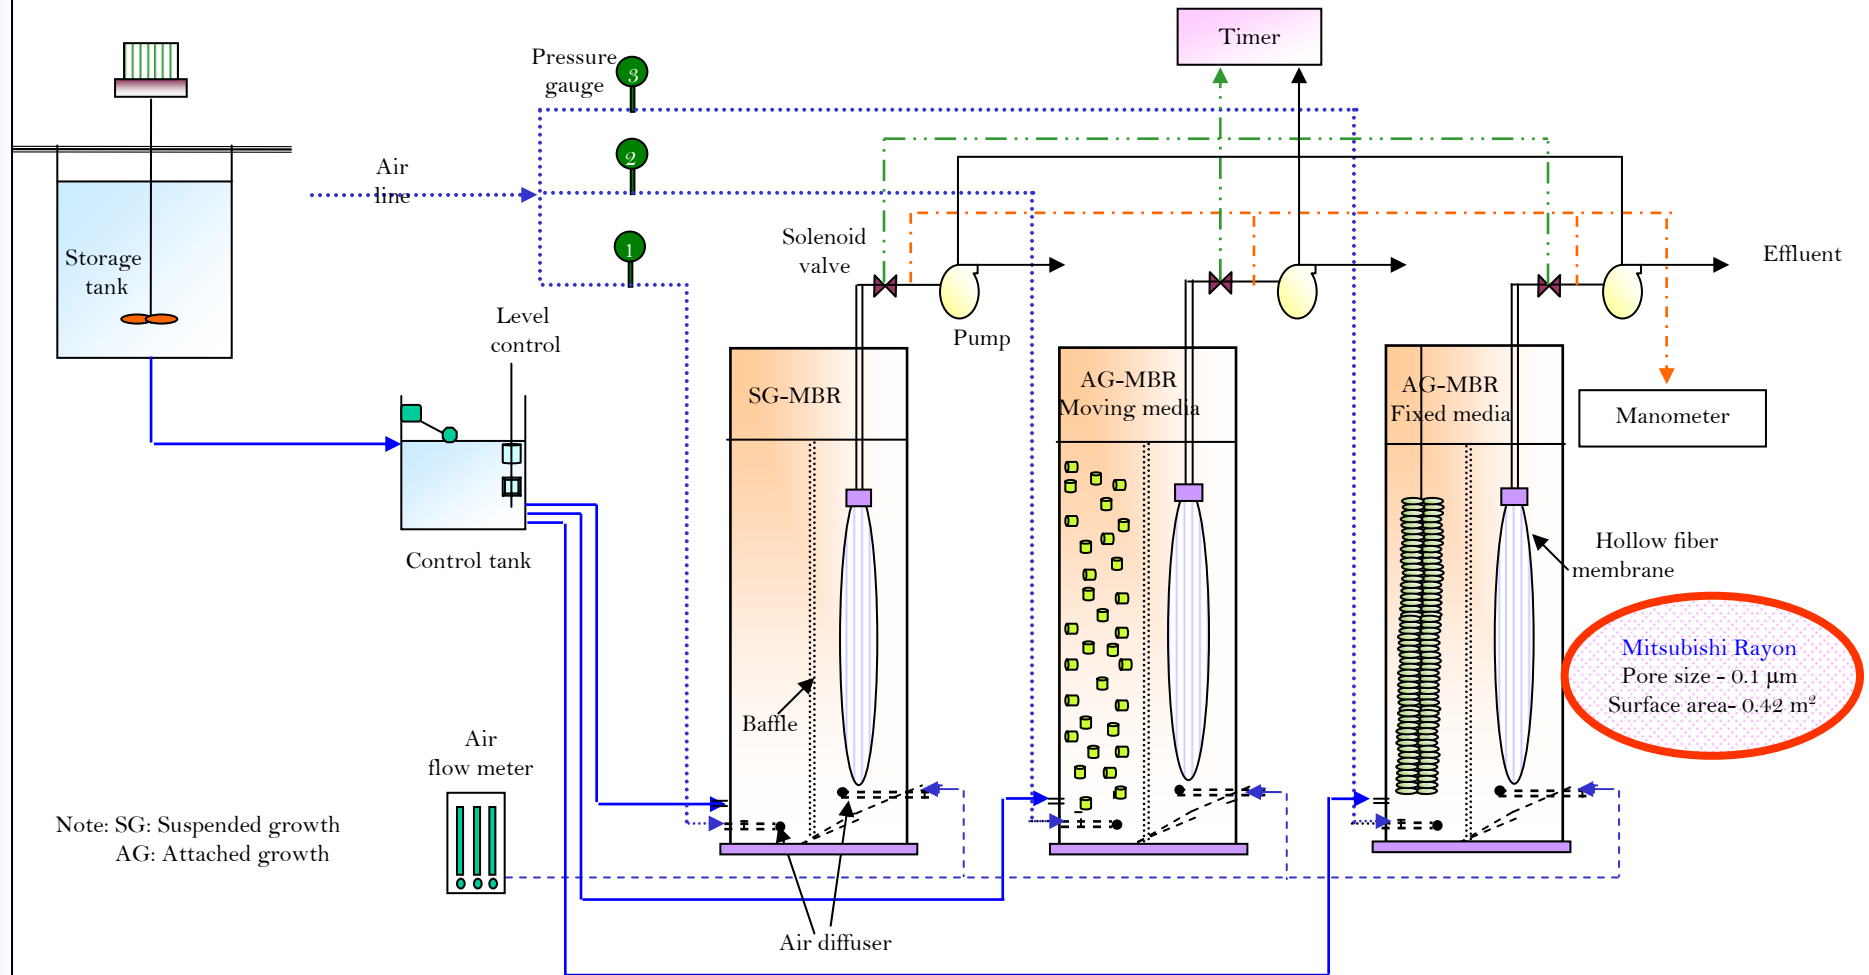 Timer
Pressure
gauge
3
2
1
Air
line
Storage
tank
Solenoid
valve
Effluent
Level
control
Pump
SG-MBR
AG-MBR
Moving media
AG-MBR
Fixed media
Manometer
Control tank
Hollow fiber
membrane
Mitsubishi Rayon
Pore size - 0.1 µm
Surface area- 0.42 m²
Baffle
Air
flow meter
Note: SG: Suspended growth
AG: Attached growth
Air diffuser